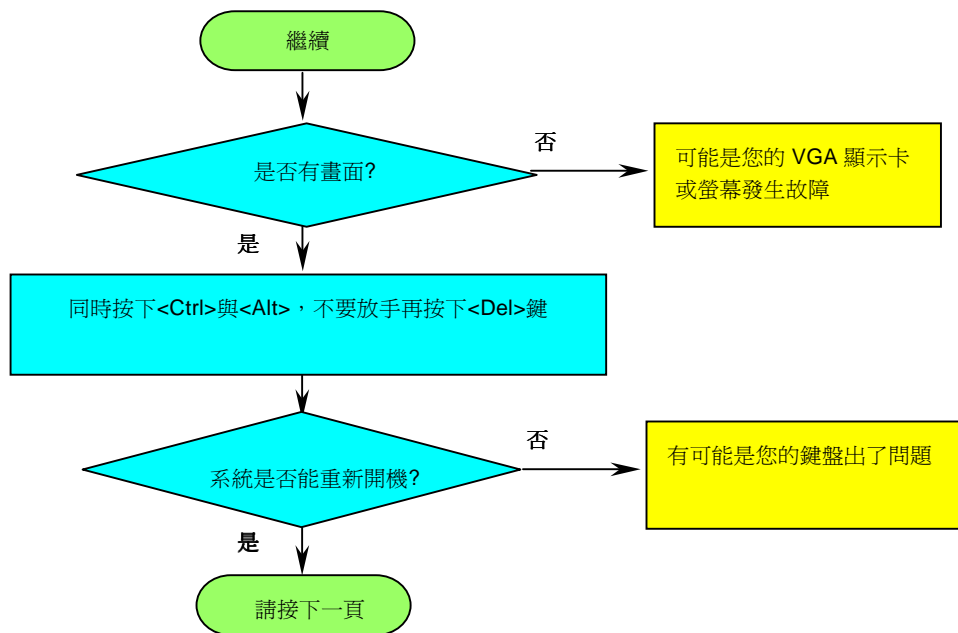 繼續
是否有畫面?
否
可能是您的 VGA 顯示卡
或螢幕發生故障
是
同時按下<Ctrl>與<Alt>，不要放手再按下<Del>鍵
系統是否能重新開機?
否
有可能是您的鍵盤出了問題
是
請接下一頁